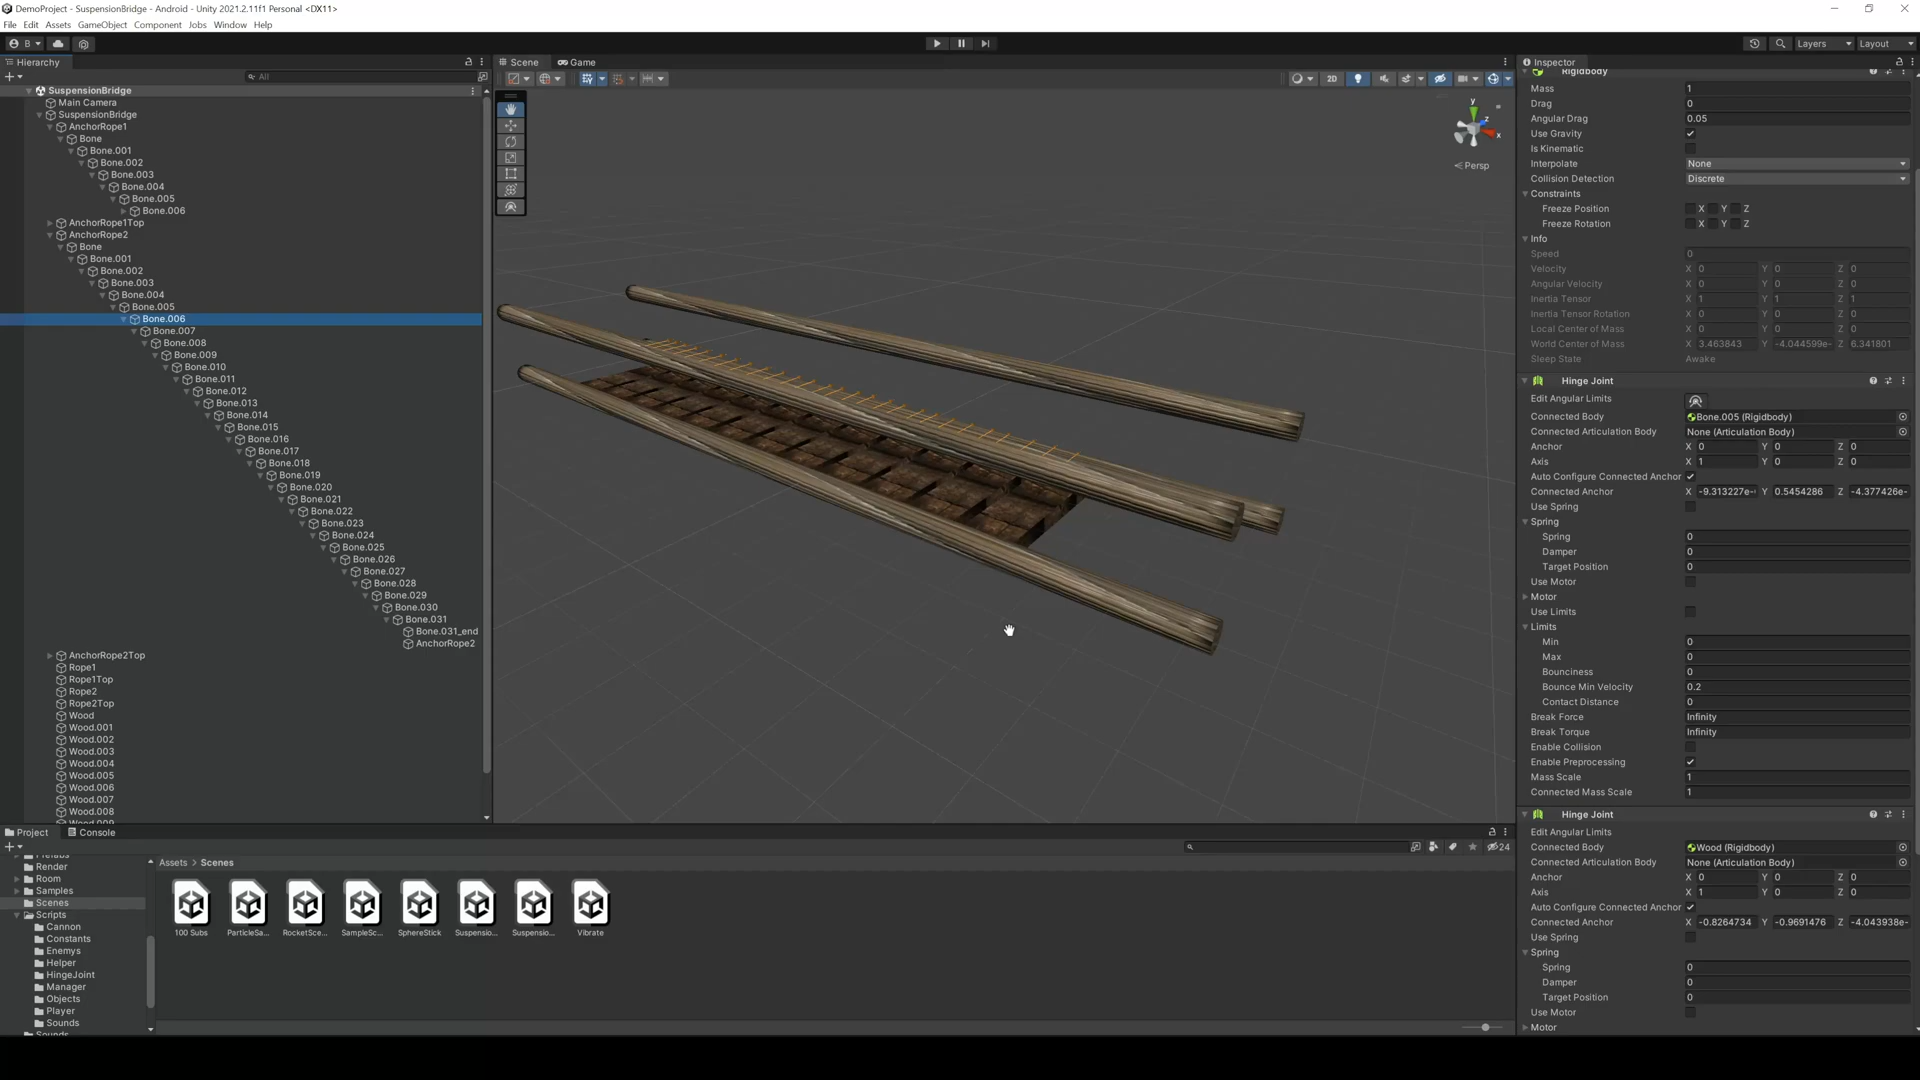 DemoProject - SuspensionBridge - Android - Unity 2021.2.11f1 Personal <DX11>
File Edit Assets GameObject Component Jobs Window Help
B Layers Layout
Hierarchy
All
SuspensionBridge
Main Camera
SuspensionBridge
AnchorRope1
Bone
Bone.001
Bone.002
Bone.003
Bone.004
Bone.005
Bone.006
AnchorRope1Top
AnchorRope2
Bone
Bone.001
Bone.002
Bone.003
Bone.004
Bone.005
Bone.006
Bone.007
Bone.008
Bone.009
Bone.010
Bone.011
Bone.012
Bone.013
Bone.014
Bone.015
Bone.016
Bone.017
Bone.018
Bone.019
Bone.020
Bone.021
Bone.022
Bone.023
Bone.024
Bone.025
Bone.026
Bone.027
Bone.028
Bone.029
Bone.030
Bone.031
Bone.031_end
AnchorRope2
AnchorRope2Top
Rope1
Rope1Top
Rope2
Rope2Top
Wood
Wood.001
Wood.002
Wood.003
Wood.004
Wood.005
Wood.006
Wood.007
Wood.008
Scene Game
2D
y
z
x
Persp
Inspector
Rigidbody
Mass 1
Drag 0
Angular Drag 0.05
Use Gravity
Is Kinematic
Interpolate None
Collision Detection Discrete
Constraints
Freeze Position X Y Z
Freeze Rotation X Y Z
Info
Speed 0
Velocity X 0 Y 0 Z 0
Angular Velocity X 0 Y 0 Z 0
Inertia Tensor X 1 Y 1 Z 1
Inertia Tensor Rotation X 0 Y 0 Z 0
Local Center of Mass X 0 Y 0 Z 0
World Center of Mass X 3.463843 Y -4.044599e- Z 6.341801
Sleep State Awake
Hinge Joint
Edit Angular Limits
Connected Body Bone.005 (Rigidbody)
Connected Articulation Body None (Articulation Body)
Anchor X 0 Y 0 Z 0
Axis X 1 Y 0 Z 0
Auto Configure Connected Anchor
Connected Anchor X -9.313227e- Y 0.5454286 Z -4.377426e-
Use Spring
Spring
Spring 0
Damper 0
Target Position 0
Use Motor
Motor
Use Limits
Limits
Min 0
Max 0
Bounciness 0
Bounce Min Velocity 0.2
Contact Distance 0
Break Force Infinity
Break Torque Infinity
Enable Collision
Enable Preprocessing
Mass Scale 1
Connected Mass Scale 1
Hinge Joint
Edit Angular Limits
Connected Body Wood (Rigidbody)
Connected Articulation Body None (Articulation Body)
Anchor X 0 Y 0 Z 0
Axis X 1 Y 0 Z 0
Auto Configure Connected Anchor
Connected Anchor X -0.8264734 Y -0.9691476 Z -4.043938e-
Use Spring
Spring
Spring 0
Damper 0
Target Position 0
Use Motor
Motor
Project Console
24
Prefabs
Render
Room
Samples
Scenes
Scripts
Cannon
Constants
Enemys
Helper
HingeJoint
Manager
Objects
Player
Sounds
Assets > Scenes
100 Subs ParticleSa... RocketSce... SampleSc... SphereStick Suspensio... Suspensio... Vibrate